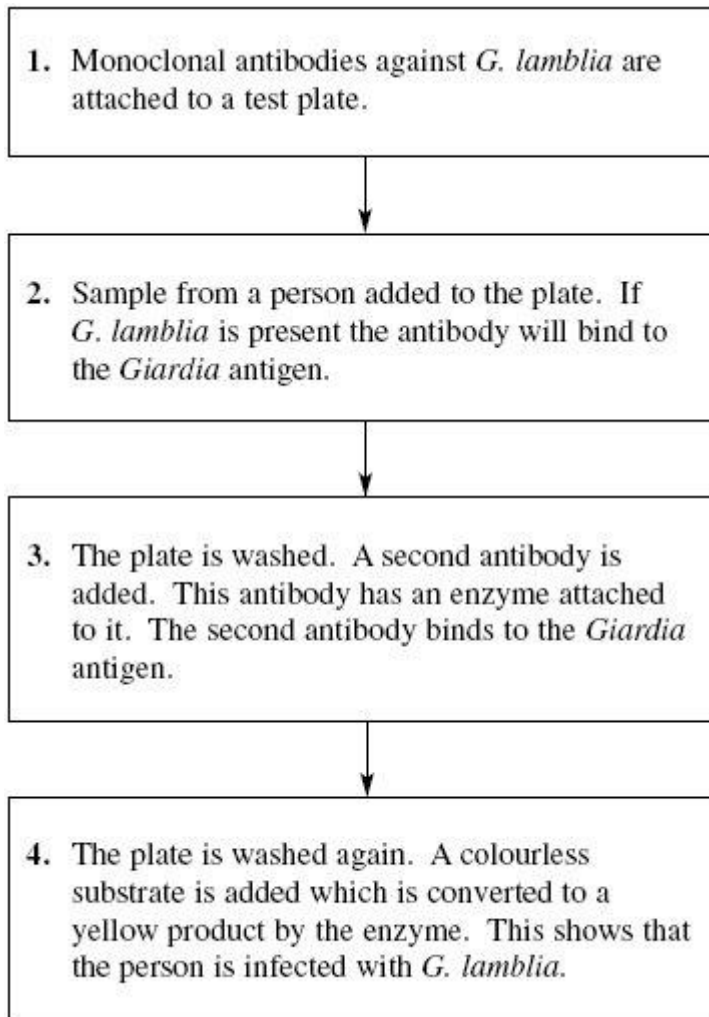 1. Monoclonal antibodies against G. lamblia are
attached to a test plate.
2. Sample from a person added to the plate. If
G. lamblia is present the antibody will bind to
the Giardia antigen.
3. The plate is washed. A second antibody is
added. This antibody has an enzyme attached
to it. The second antibody binds to the Giardia
antigen.
4. The plate is washed again. A colourless
substrate is added which is converted to a
yellow product by the enzyme. This shows that
the person is infected with G. lamblia.